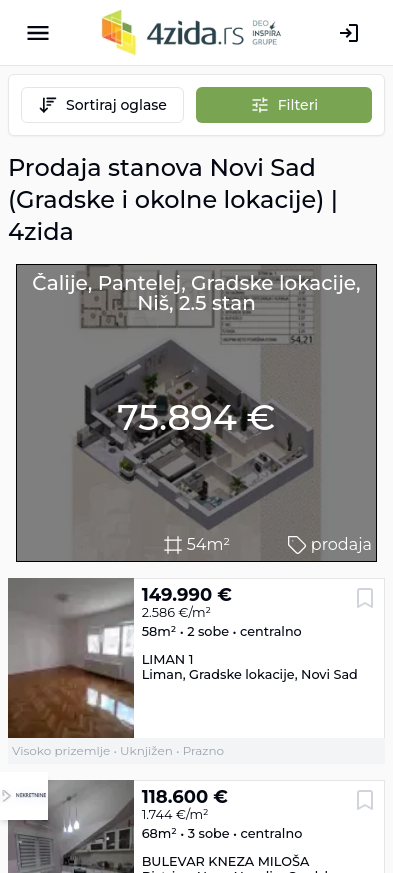 4zida.rs
DEO
INSPIRA
GRUPE
Sortiraj oglase
Filteri
Prodaja stanova Novi Sad
(Gradske i okolne lokacije) |
4zida
Čalije, Pantelej, Gradske lokacije,
Niš, 2.5 stan
54,21
75.894 €
54m²
prodaja
149.990 €
2.586 €/m²
58m² • 2 sobe • centralno
LIMAN 1
Liman, Gradske lokacije, Novi Sad
Visoko prizemlje • Uknjižen • Prazno
NEKRETNINE
118.600 €
1.744 €/m²
68m² • 3 sobe • centralno
BULEVAR KNEZA MILOŠA